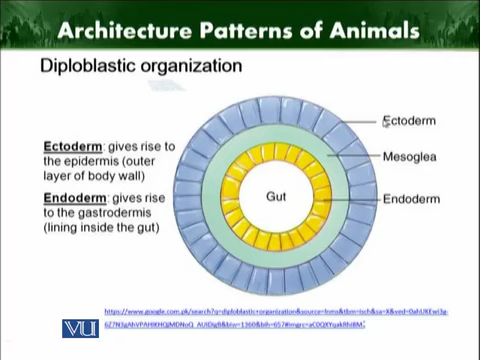 Architecture Patterns of Animals
Diploblastic organization
Ectoderm: gives rise to
the epidermis (outer
layer of body wall)
Endoderm: gives rise
to the gastrodermis
(lining inside the gut)
Ectoderm
Mesoglea
Endoderm
Gut
VU